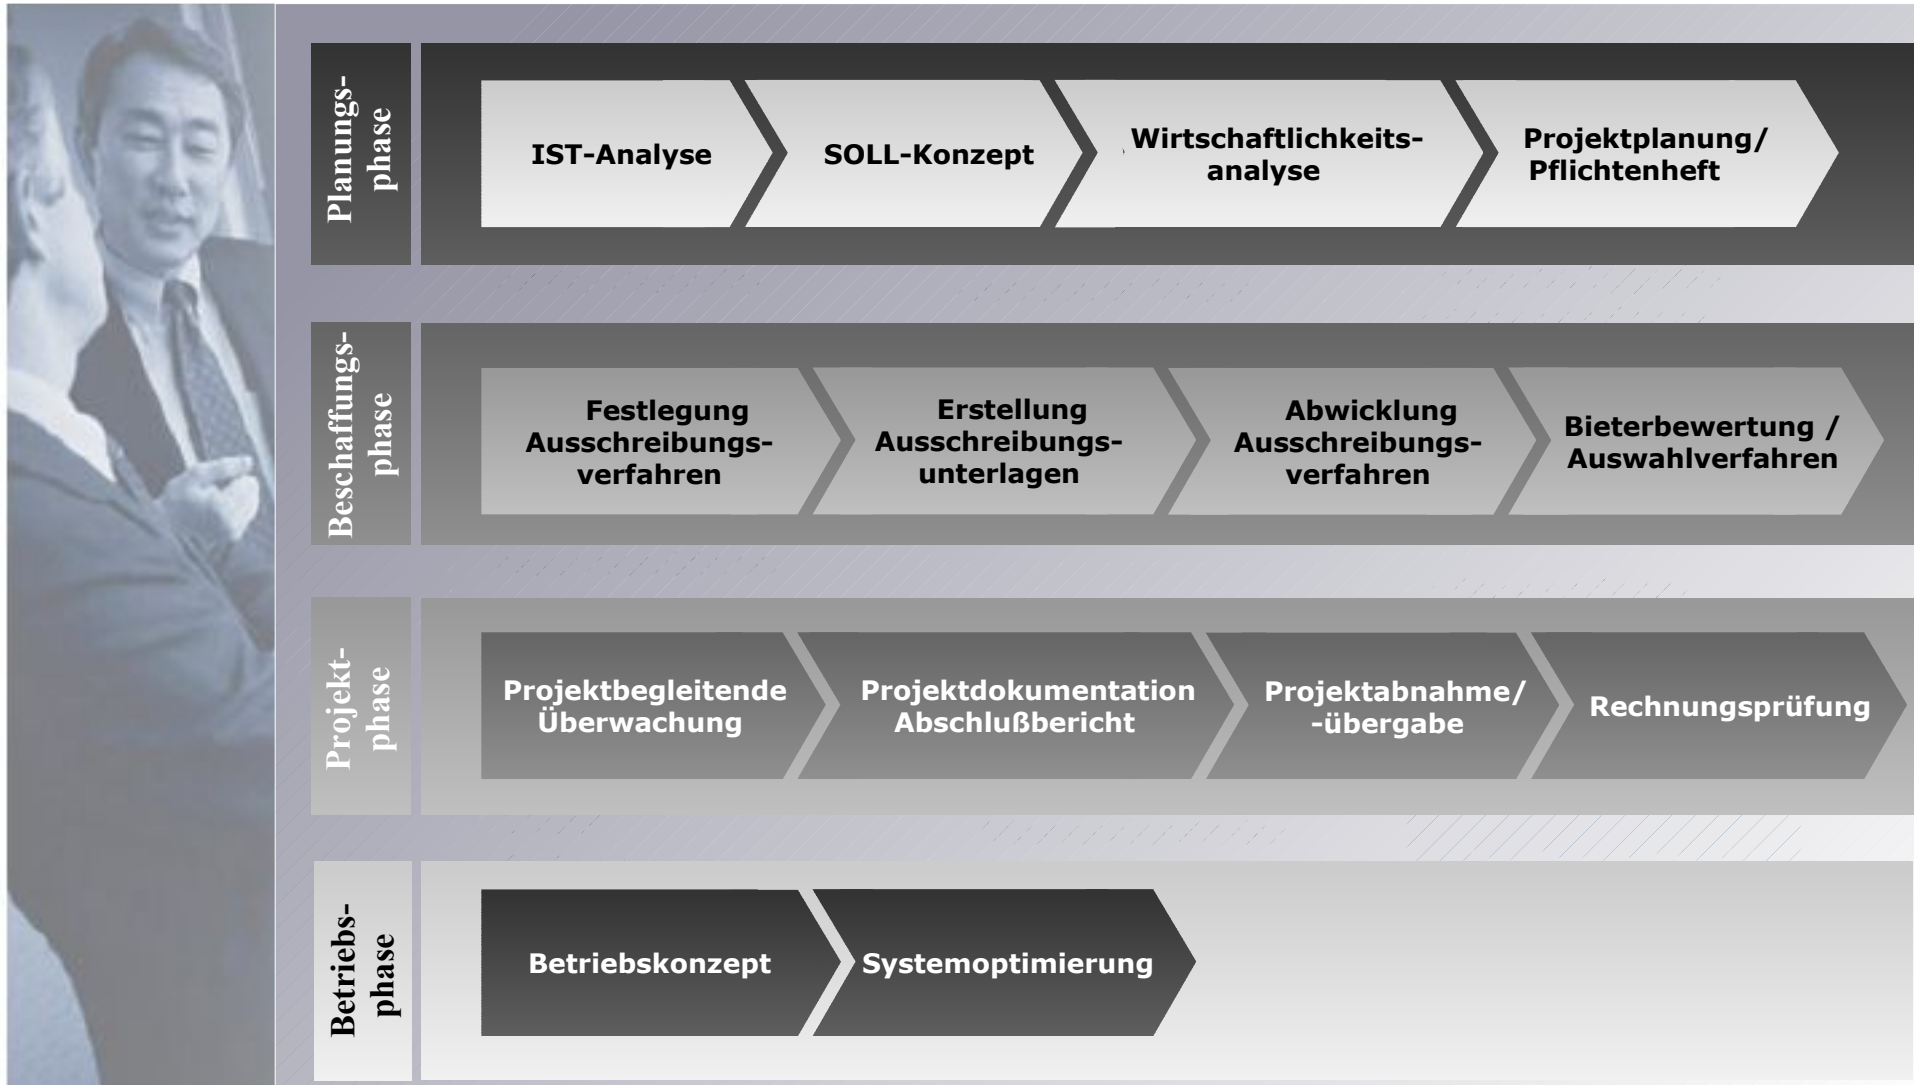 Planungs-
phase
IST-Analyse
SOLL-Konzept
Wirtschaftlichkeits-
analyse
Projektplanung/
Pflichtenheft
Beschaffungs-
phase
Festlegung
Ausschreibungs-
verfahren
Erstellung
Ausschreibungs-
unterlagen
Abwicklung
Ausschreibungs-
verfahren
Bieterbewertung /
Auswahlverfahren
Projekt-
phase
Projektbegleitende
Überwachung
Projektdokumentation
Abschlußbericht
Projektabnahme/
-übergabe
Rechnungsprüfung
Betriebs-
phase
Betriebskonzept
Systemoptimierung